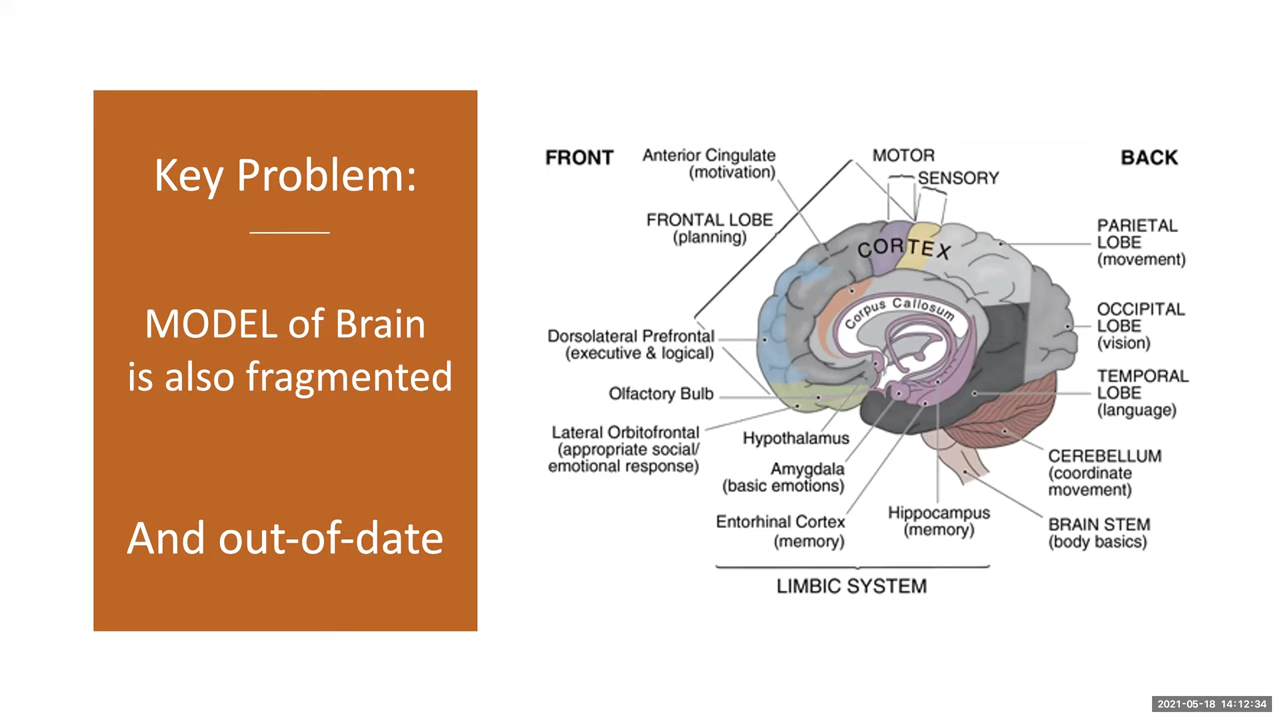 Key Problem:
MODEL of Brain
is also fragmented
And out-of-date
FRONT
BACK
Anterior Cingulate
(motivation)
MOTOR
SENSORY
FRONTAL LOBE
(planning)
CORTEX
Corpus Callosum
PARIETAL
LOBE
(movement)
OCCIPITAL
LOBE
(vision)
Dorsolateral Prefrontal
(executive & logical)
TEMPORAL
LOBE
(language)
Olfactory Bulb
Lateral Orbitofrontal
(appropriate social/
emotional response)
Hypothalamus
Amygdala
(basic emotions)
CEREBELLUM
(coordinate
movement)
Entorhinal Cortex
(memory)
Hippocampus
(memory)
BRAIN STEM
(body basics)
LIMBIC SYSTEM
2021-05-18 14:12:34